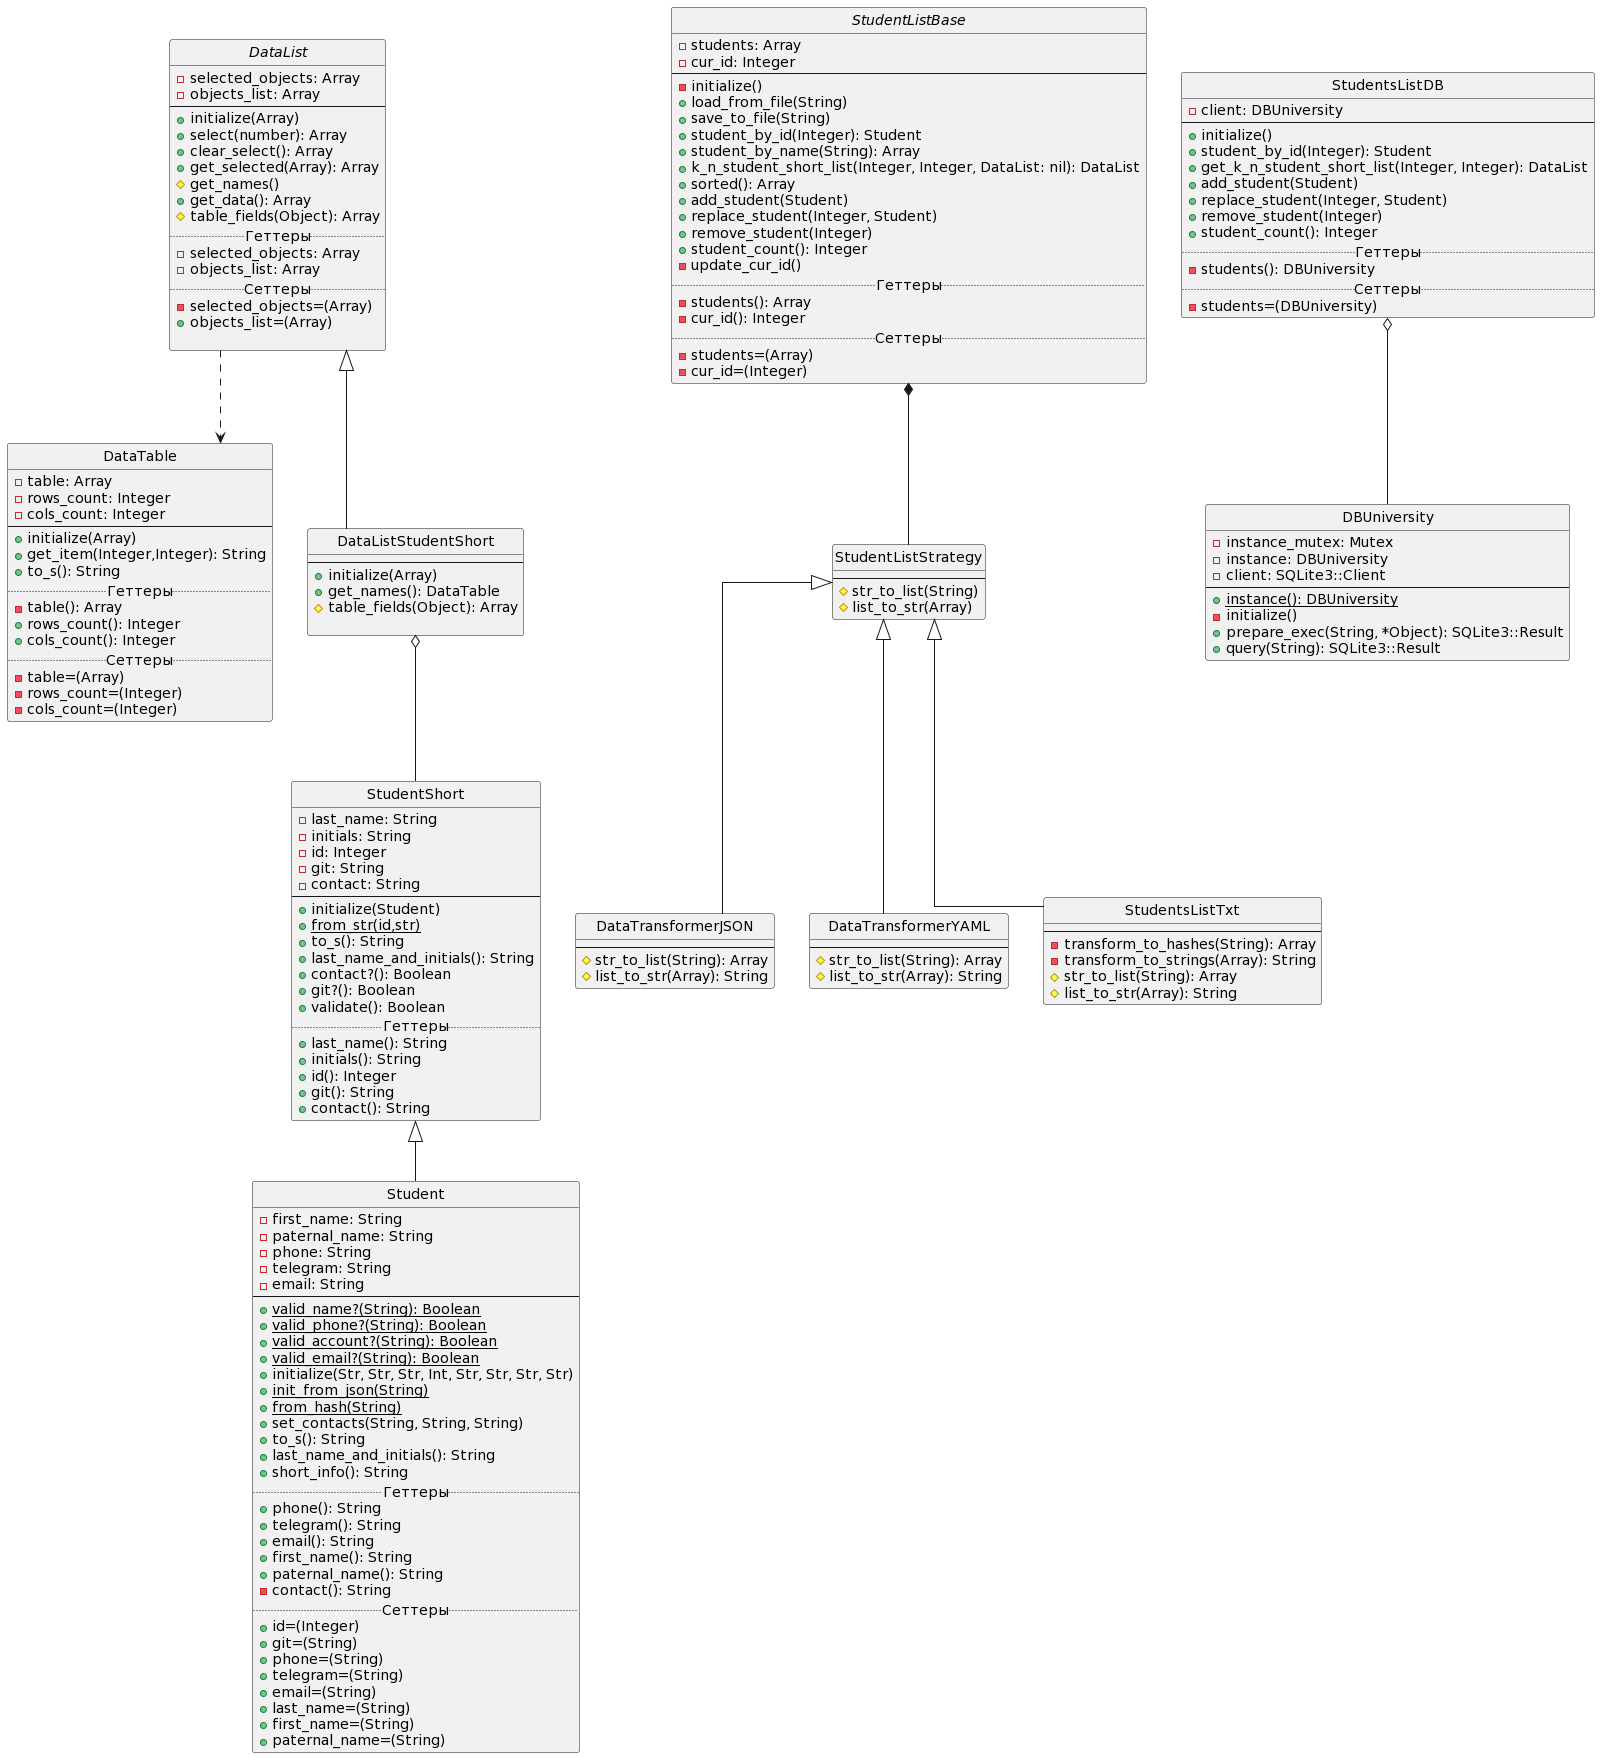 DataList
selected_objects: Array
objects_list: Array
initialize(Array)
select(number): Array
clear_select(): Array
get_selected(Array): Array
get_names()
get_data(): Array
table_fields(Object): Array
Геттеры
selected_objects: Array
objects_list: Array
Сеттеры
selected_objects=(Array)
objects_list=(Array)
StudentListBase
students: Array
cur_id: Integer
initialize()
load_from_file(String)
save_to_file(String)
student_by_id(Integer): Student
student_by_name(String): Array
k_n_student_short_list(Integer, Integer, DataList: nil): DataList
sorted(): Array
add_student(Student)
replace_student(Integer, Student)
remove_student(Integer)
student_count(): Integer
update_cur_id()
Геттеры
students(): Array
cur_id(): Integer
Сеттеры
students=(Array)
cur_id=(Integer)
StudentsListDB
client: DBUniversity
initialize()
student_by_id(Integer): Student
get_k_n_student_short_list(Integer, Integer): DataList
add_student(Student)
replace_student(Integer, Student)
remove_student(Integer)
student_count(): Integer
Геттеры
students(): DBUniversity
Сеттеры
students=(DBUniversity)
DataTable
table: Array
rows_count: Integer
cols_count: Integer
initialize(Array)
get_item(Integer,Integer): String
to_s(): String
Геттеры
table(): Array
rows_count(): Integer
cols_count(): Integer
Сеттеры
table=(Array)
rows_count=(Integer)
cols_count=(Integer)
DataListStudentShort
initialize(Array)
get_names(): DataTable
table_fields(Object): Array
StudentListStrategy
str_to_list(String)
list_to_str(Array)
DBUniversity
instance_mutex: Mutex
instance: DBUniversity
client: SQLite3::Client
instance(): DBUniversity
initialize()
prepare_exec(String, *Object): SQLite3::Result
query(String): SQLite3::Result
StudentShort
last_name: String
initials: String
id: Integer
git: String
contact: String
initialize(Student)
from_str(id,str)
to_s(): String
last_name_and_initials(): String
contact?(): Boolean
git?(): Boolean
validate(): Boolean
Геттеры
last_name(): String
initials(): String
id(): Integer
git(): String
contact(): String
DataTransformerJSON
str_to_list(String): Array
list_to_str(Array): String
DataTransformerYAML
str_to_list(String): Array
list_to_str(Array): String
StudentsListTxt
transform_to_hashes(String): Array
transform_to_strings(Array): String
str_to_list(String): Array
list_to_str(Array): String
Student
first_name: String
paternal_name: String
phone: String
telegram: String
email: String
valid_name?(String): Boolean
valid_phone?(String): Boolean
valid_account?(String): Boolean
valid_email?(String): Boolean
initialize(Str, Str, Str, Int, Str, Str, Str, Str)
init_from_json(String)
from_hash(String)
set_contacts(String, String, String)
to_s(): String
last_name_and_initials(): String
short_info(): String
Геттеры
phone(): String
telegram(): String
email(): String
first_name(): String
paternal_name(): String
contact(): String
Сеттеры
id=(Integer)
git=(String)
phone=(String)
telegram=(String)
email=(String)
last_name=(String)
first_name=(String)
paternal_name=(String)